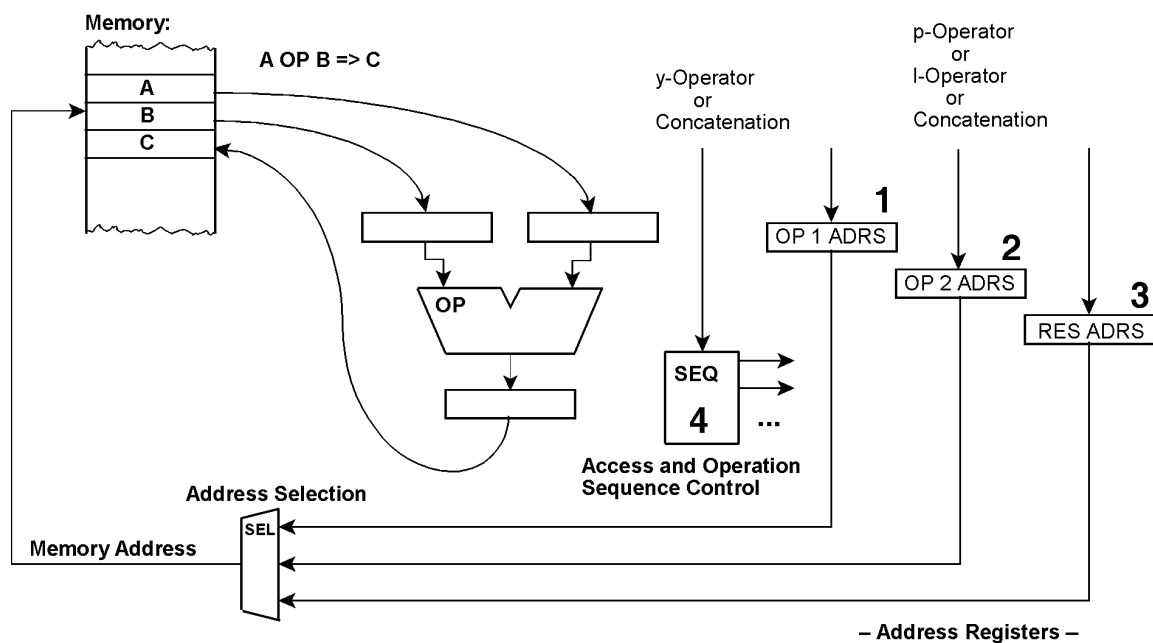 Memory:
A OP B => C
A
B
C
y-Operator
or
Concatenation
p-Operator
or
l-Operator
or
Concatenation
1
OP 1 ADRS
2
OP 2 ADRS
3
RES ADRS
OP
SEQ
4
...
Access and Operation
Sequence Control
Address Selection
SEL
Memory Address
– Address Registers –